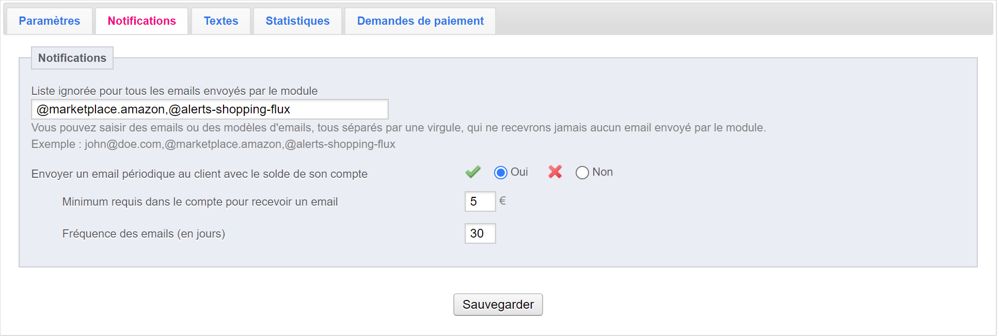 Paramètres Notifications Textes Statistiques Demandes de paiement
Notifications
Liste ignorée pour tous les emails envoyés par le module
@marketplace.amazon,@alerts-shopping-flux
Vous pouvez saisir des emails ou des modèles d'emails, tous séparés par une virgule, qui ne recevrons jamais aucun email envoyé par le module.
Exemple : john@doe.com,@marketplace.amazon,@alerts-shopping-flux
Envoyer un email périodique au client avec le solde de son compte Oui Non
Minimum requis dans le compte pour recevoir un email 5 €
Fréquence des emails (en jours) 30
Sauvegarder